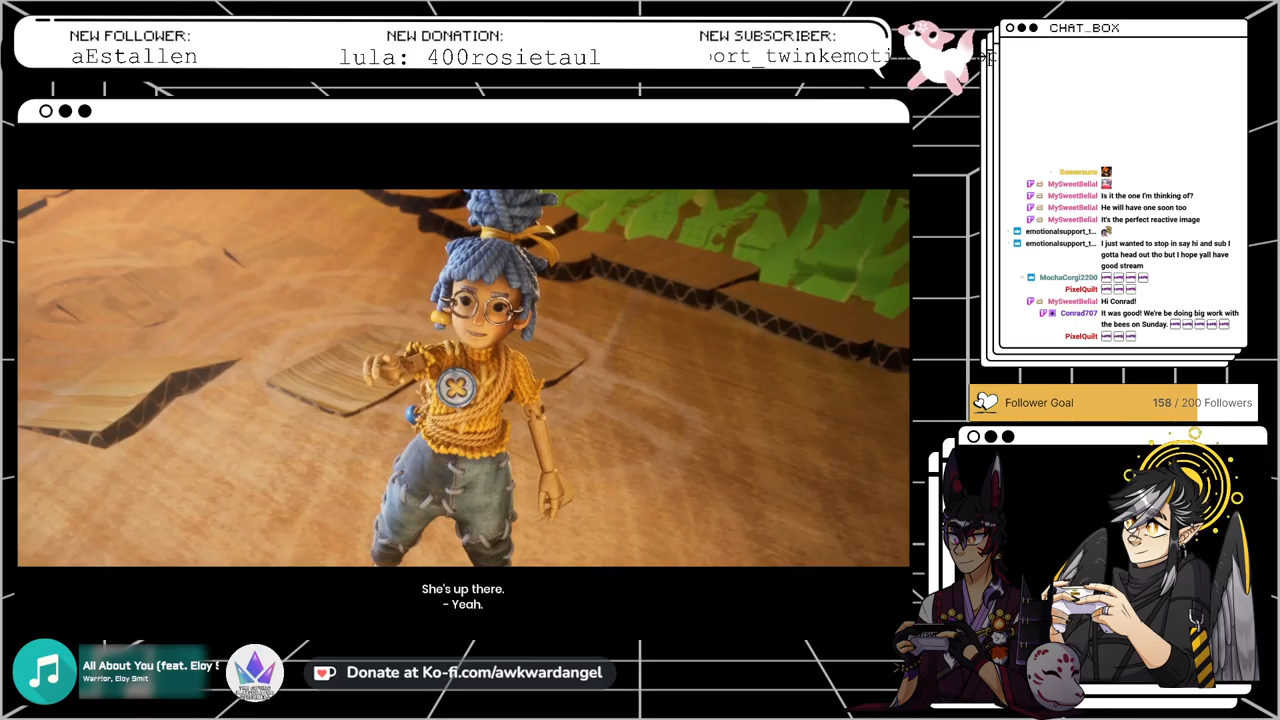 NEW FOLLOWER:
aEstallen
NEW DONATION:
lula: 400rosietaul
NEW SUBSCRIBER:
ort_twinkemoti
CHAT_BOX
Somersuns
MySweetBelial
MySweetBelial Is it the one I'm thinking of?
MySweetBelial He will have one soon too
MySweetBelial It's the perfect reactive image
emotionalsupport_t...
emotionalsupport_t... I just wanted to stop in say hi and sub I
gotta head out tho but I hope yall have
good stream
MochaCorgi2200
PixelQuilt
MySweetBelial Hi Conrad!
Conrad707 It was good! We're be doing big work with
the bees on Sunday.
PixelQuilt
Follower Goal
158 / 200 Followers
She's up there.
- Yeah.
All About You (feat. Eloy S
Warrior, Eloy Smit
Donate at Ko-fi.com/awkwardangel